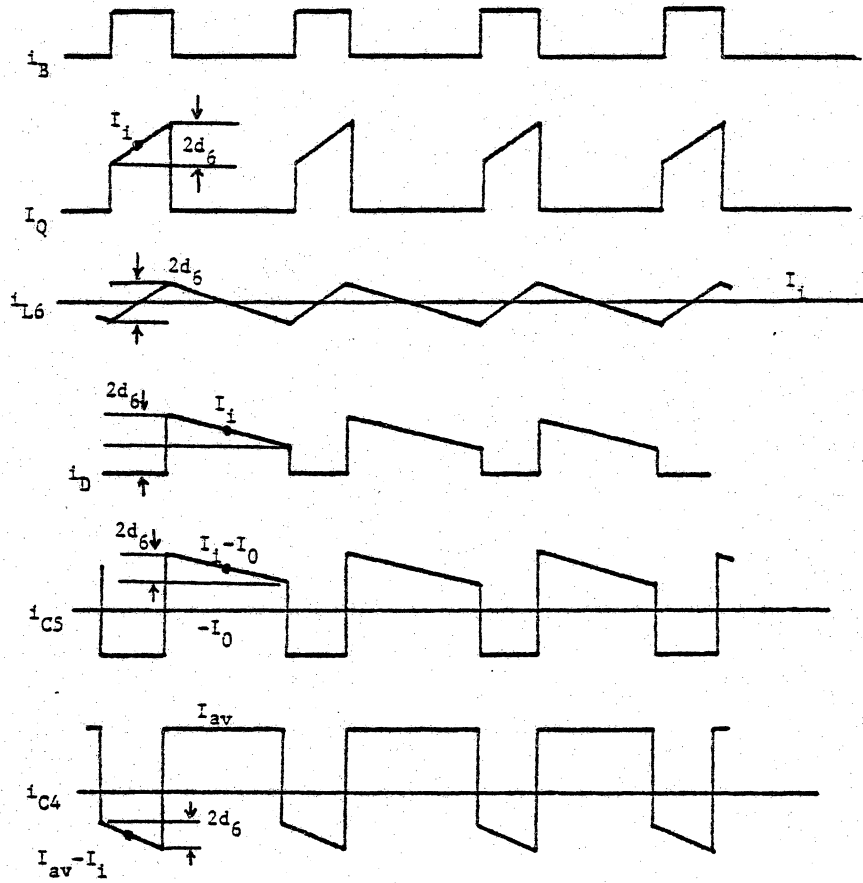 i_B
I_i
2d_6
I_Q
2d_6
I_i
i_L6
2d_6
I_i
i_D
2d_6
I_i-I_0
i_C5
-I_0
I_av
i_C4
2d_6
I_av-I_i